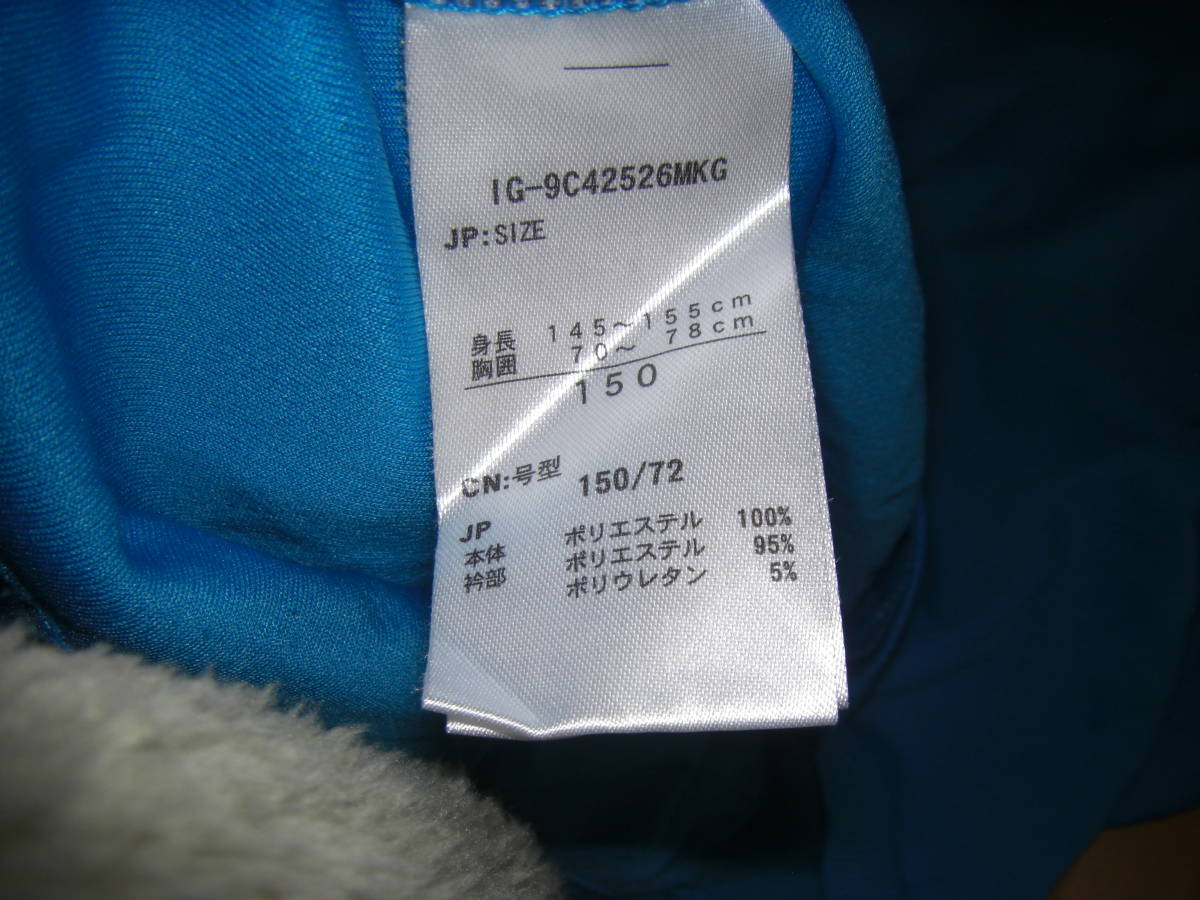 IG-9C42526MKG
JP:SIZE
身長 145～155cm
胸囲 70～ 78cm
150
CN:号型 150/72
JP ポリエステル 100%
本体 ポリエステル 95%
衿部 ポリウレタン 5%